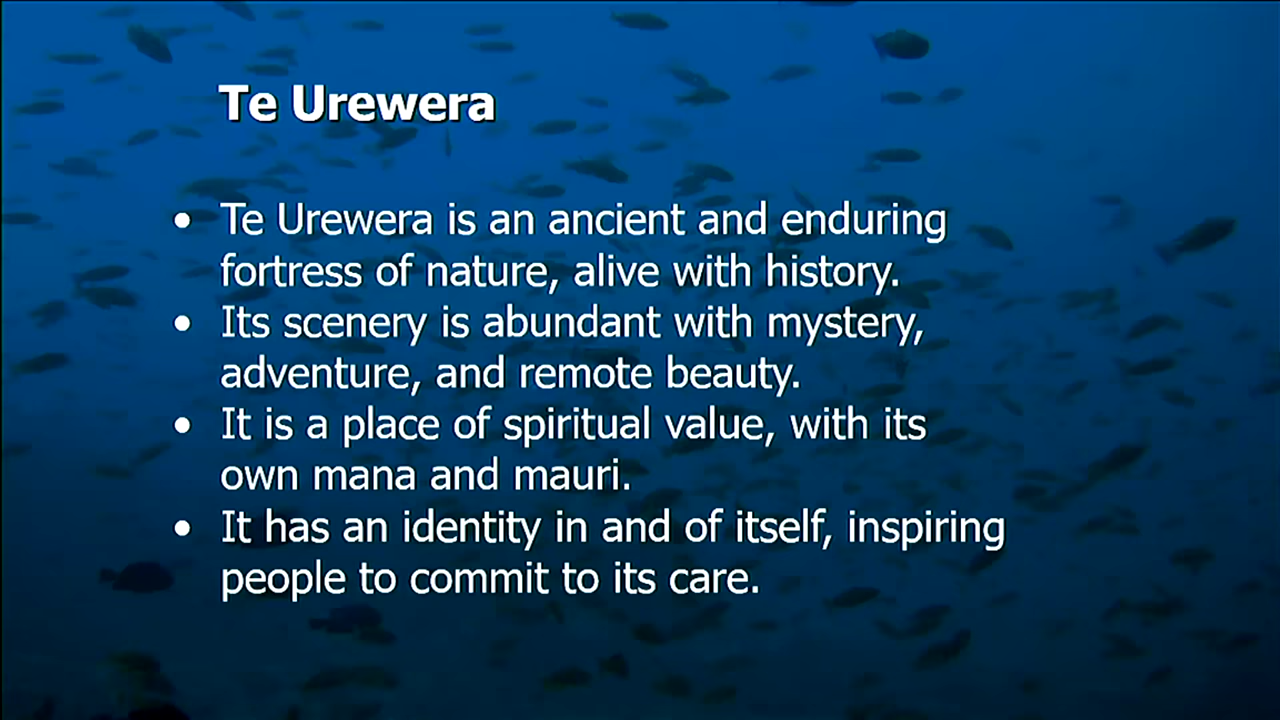 Te Urewera
• Te Urewera is an ancient and enduring
fortress of nature, alive with history.
• Its scenery is abundant with mystery,
adventure, and remote beauty.
• It is a place of spiritual value, with its
own mana and mauri.
• It has an identity in and of itself, inspiring
people to commit to its care.